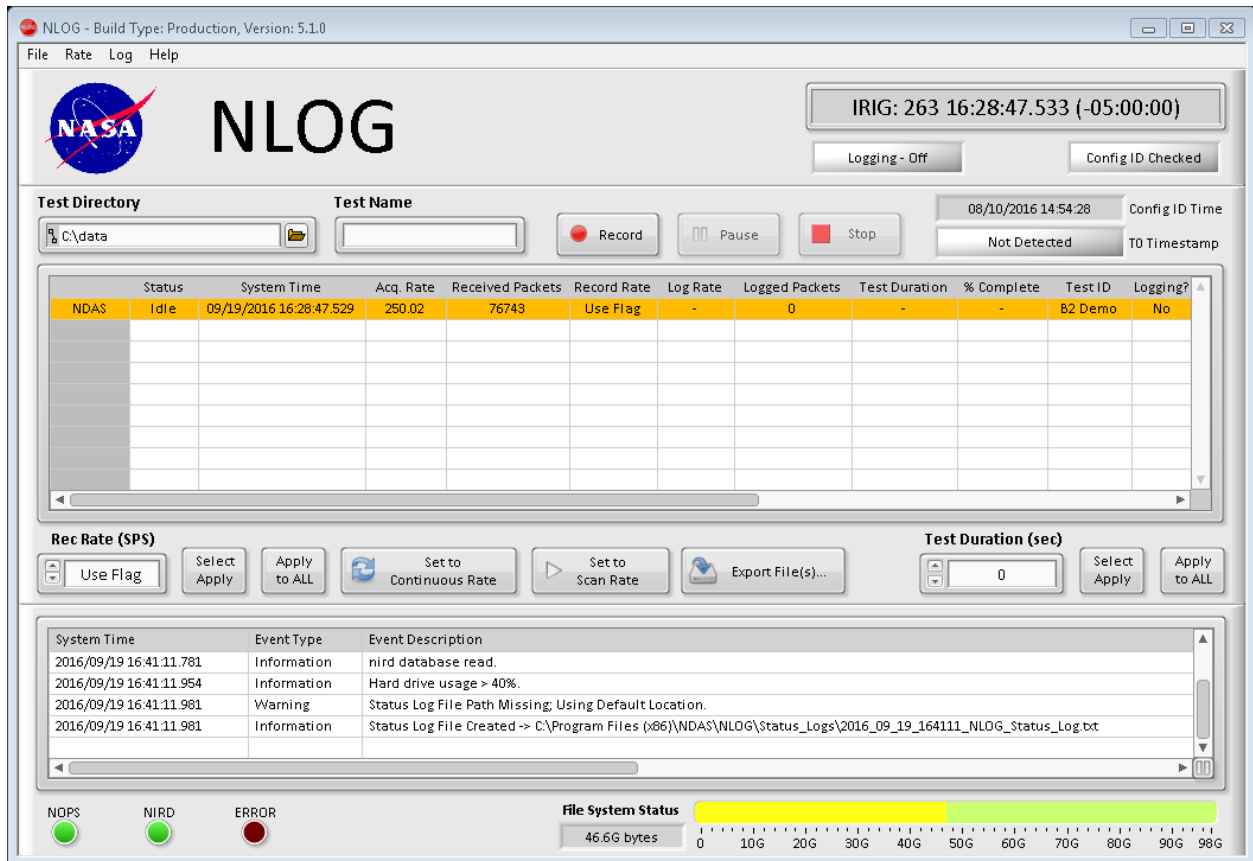 NLOG - Build Type: Production, Version: 5.1.0
File Rate Log Help
NASA
NLOG
IRIG: 263 16:28:47.533 (-05:00:00)
Logging - Off
Config ID Checked
Test Directory
Test Name
C:\data
Record
Pause
Stop
08/10/2016 14:54:28
Config ID Time
Not Detected
T0 Timestamp
Status System Time Acq. Rate Received Packets Record Rate Log Rate Logged Packets Test Duration % Complete Test ID Logging?
NDAS Idle 09/19/2016 16:28:47.529 250.02 76743 Use Flag - 0 - - B2 Demo No
Rec Rate (SPS)
Use Flag
Select
Apply
Apply
to ALL
Set to
Continuous Rate
Set to
Scan Rate
Export File(s)...
Test Duration (sec)
0
Select
Apply
Apply
to ALL
System Time Event Type Event Description
2016/09/19 16:41:11.781 Information nird database read.
2016/09/19 16:41:11.954 Information Hard drive usage > 40%.
2016/09/19 16:41:11.981 Warning Status Log File Path Missing; Using Default Location.
2016/09/19 16:41:11.981 Information Status Log File Created -> C:\Program Files (x86)\NDAS\NLOG\Status_Logs\2016_09_19_164111_NLOG_Status_Log.txt
NOPS NIRD ERROR
File System Status
46.6G bytes
0 10G 20G 30G 40G 50G 60G 70G 80G 90G 98G